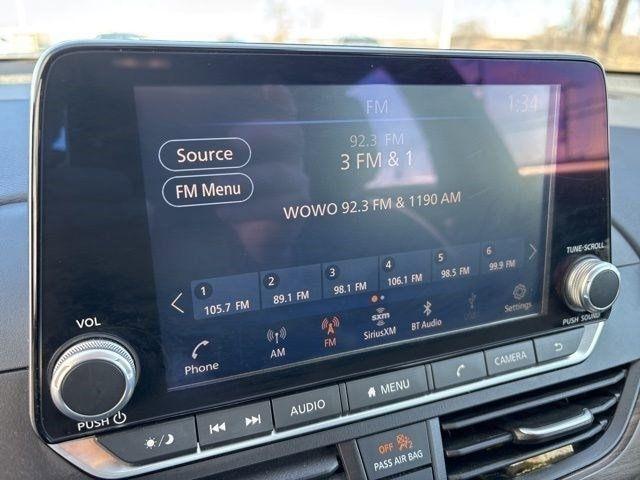 FM 1:34
92.3 FM
Source 3 FM & 1
FM Menu
WOWO 92.3 FM & 1190 AM
1 2 3 4 5 6
105.7 FM 89.1 FM 98.1 FM 106.1 FM 98.5 FM 99.9 FM
Phone AM FM sxm SiriusXM BT Audio USB Settings
TUNE·SCROLL
PUSH SOUND
VOL
PUSH
AUDIO MENU CAMERA
OFF
PASS AIR BAG